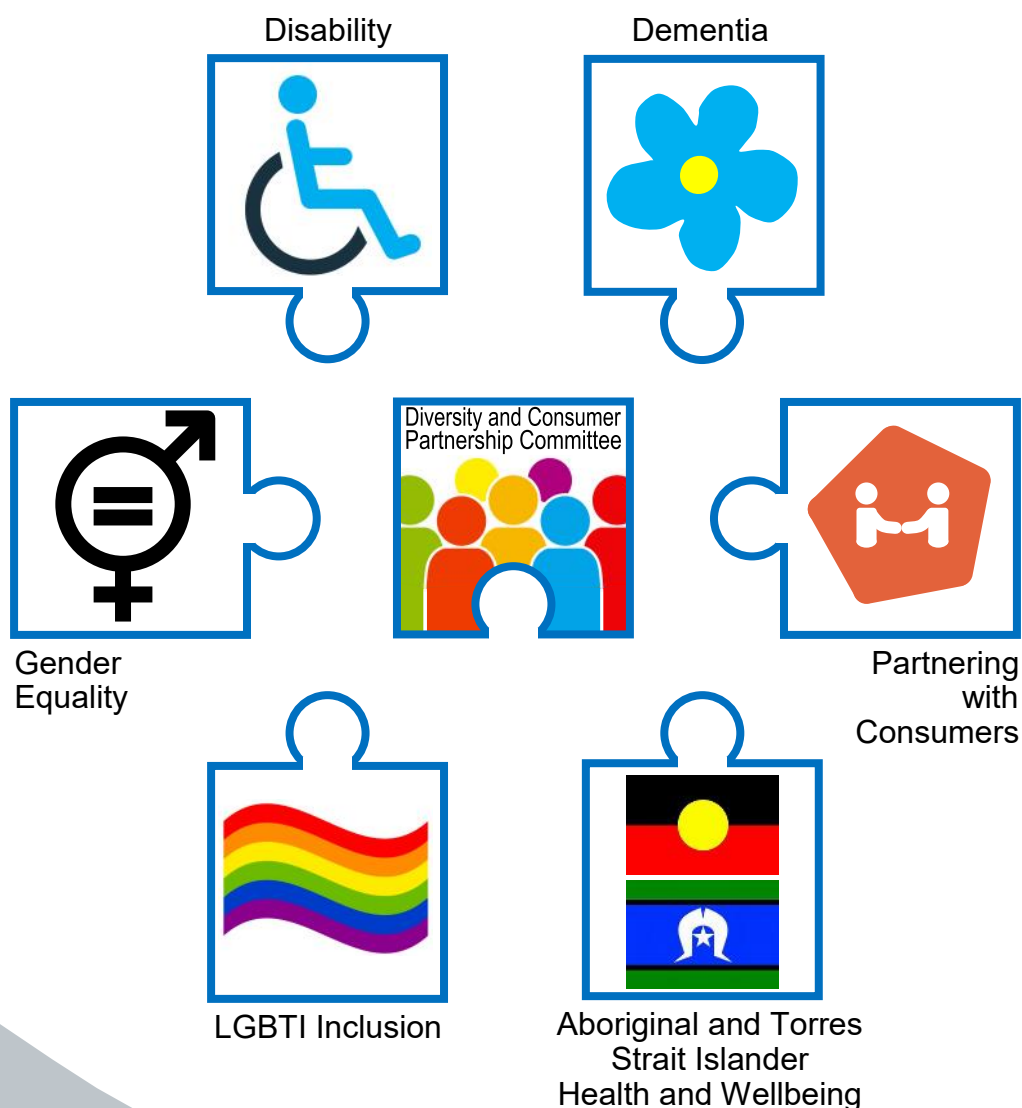 Disability
Dementia
Diversity and Consumer
Partnership Committee
Gender
Equality
Partnering
with
Consumers
LGBTI Inclusion
Aboriginal and Torres
Strait Islander
Health and Wellbeing